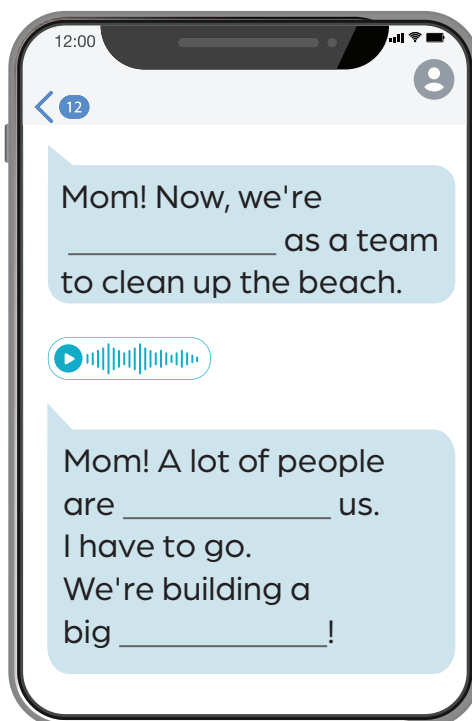 12:00
12
Mom! Now, we're
_____________ as a team
to clean up the beach.
Mom! A lot of people
are _____________ us.
I have to go.
We're building a
big _____________!